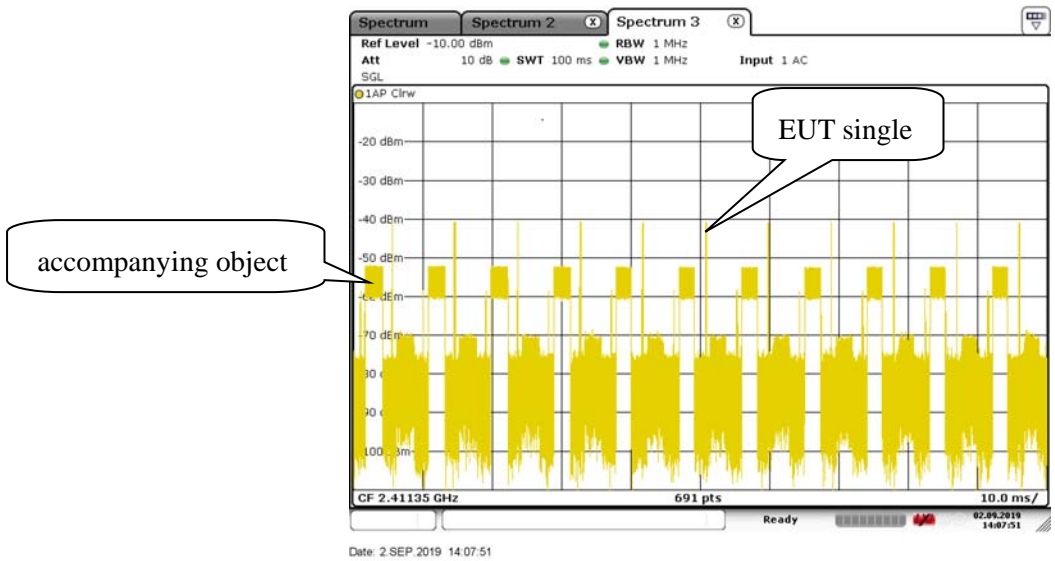 Spectrum Spectrum 2 X Spectrum 3 X
Ref Level -10.00 dBm RBW 1 MHz
Att 10 dB SWT 100 ms VBW 1 MHz Input 1 AC
SGL
1AP Clrw
EUT single
-20 dBm
-30 dBm
-40 dBm
accompanying object
-50 dBm
CF 2.41135 GHz 691 pts 10.0 ms/
Ready 02.09.2019
14:07:51
Date: 2.SEP.2019 14:07:51